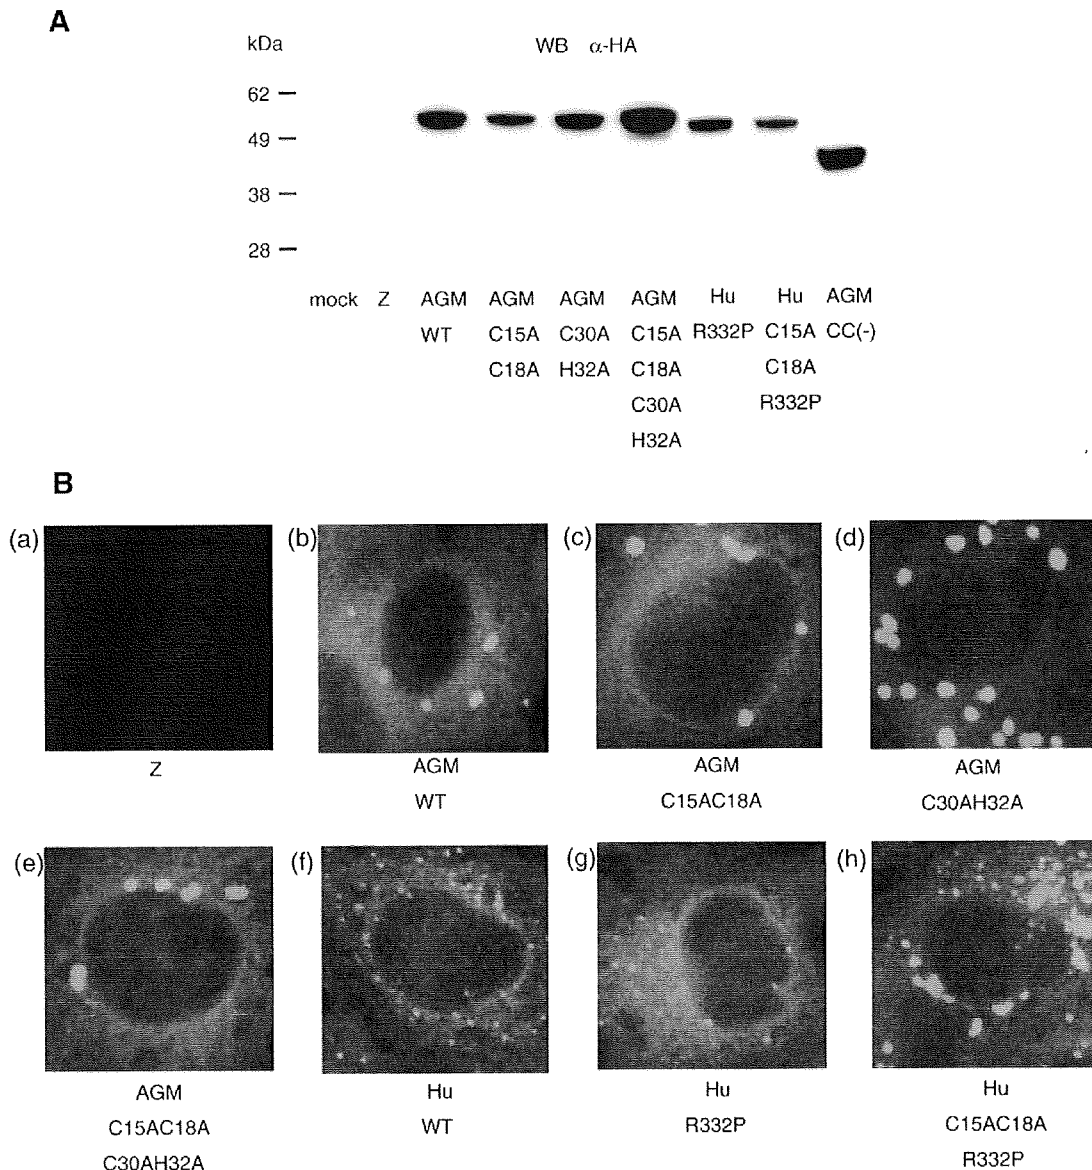 A
kDa
WB α-HA
62
49
38
28
mock Z AGM AGM AGM AGM Hu Hu AGM
WT C15A C30A C15A R332P C15A CC(-)
C18A H32A C18A C18A
C30A R332P
H32A
B
(a) (b) (c) (d)
Z AGM AGM AGM
WT C15AC18A C30AH32A
(e) (f) (g) (h)
AGM Hu Hu Hu
C15AC18A WT R332P C15AC18A
C30AH32A R332P